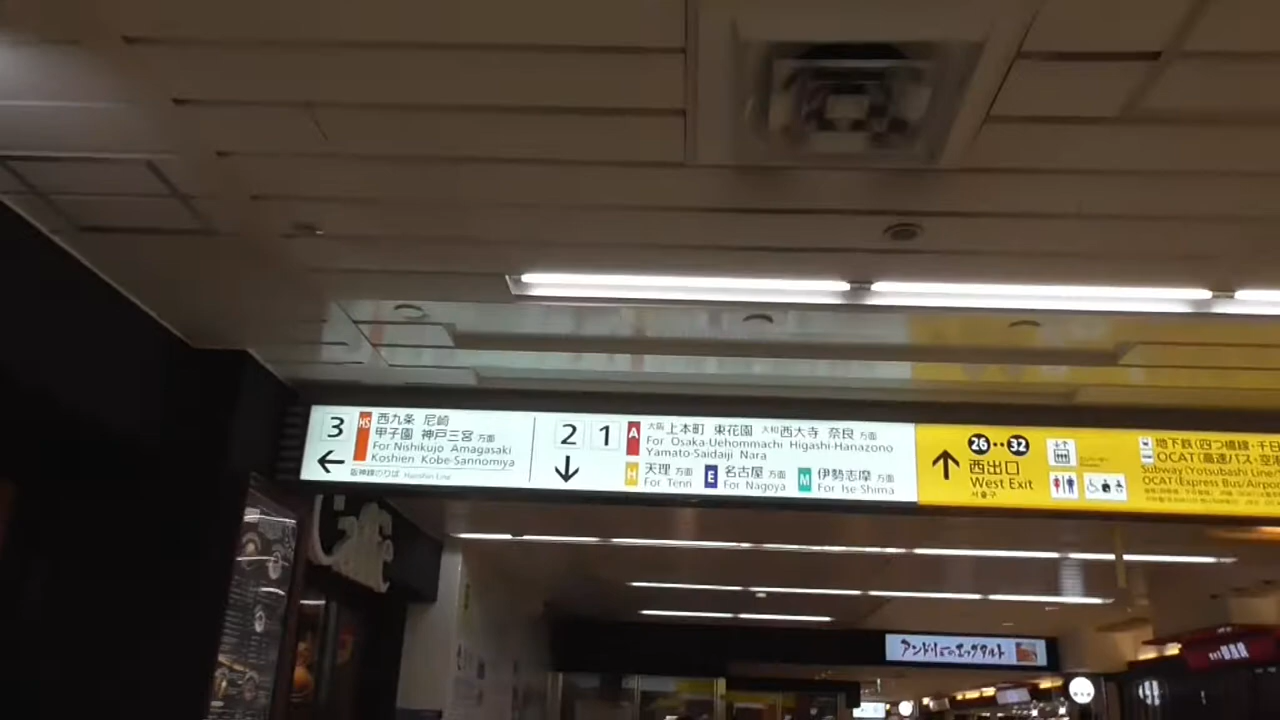 3
HS
西九条 尼崎
甲子園 神戸三宮 方面
For Nishikujo Amagasaki
Koshien Kobe-Sannomiya
阪神線のりば Hanshin Line
2 1
A
大阪上本町 東花園 大和西大寺 奈良 方面
For Osaka-Uehommachi Higashi-Hanazono
Yamato-Saidaiji Nara
H 天理 方面
For Tenri
E 名古屋 方面
For Nagoya
M 伊勢志摩 方面
For Ise-Shima
26 32
西出口
West Exit
서출구
地下鉄(四つ橋線・千日
OCAT(高速バス・空港
Subway(Yotsubashi Line
OCAT(Express Bus/Airpor
Café
アンドリューのエッグタルト